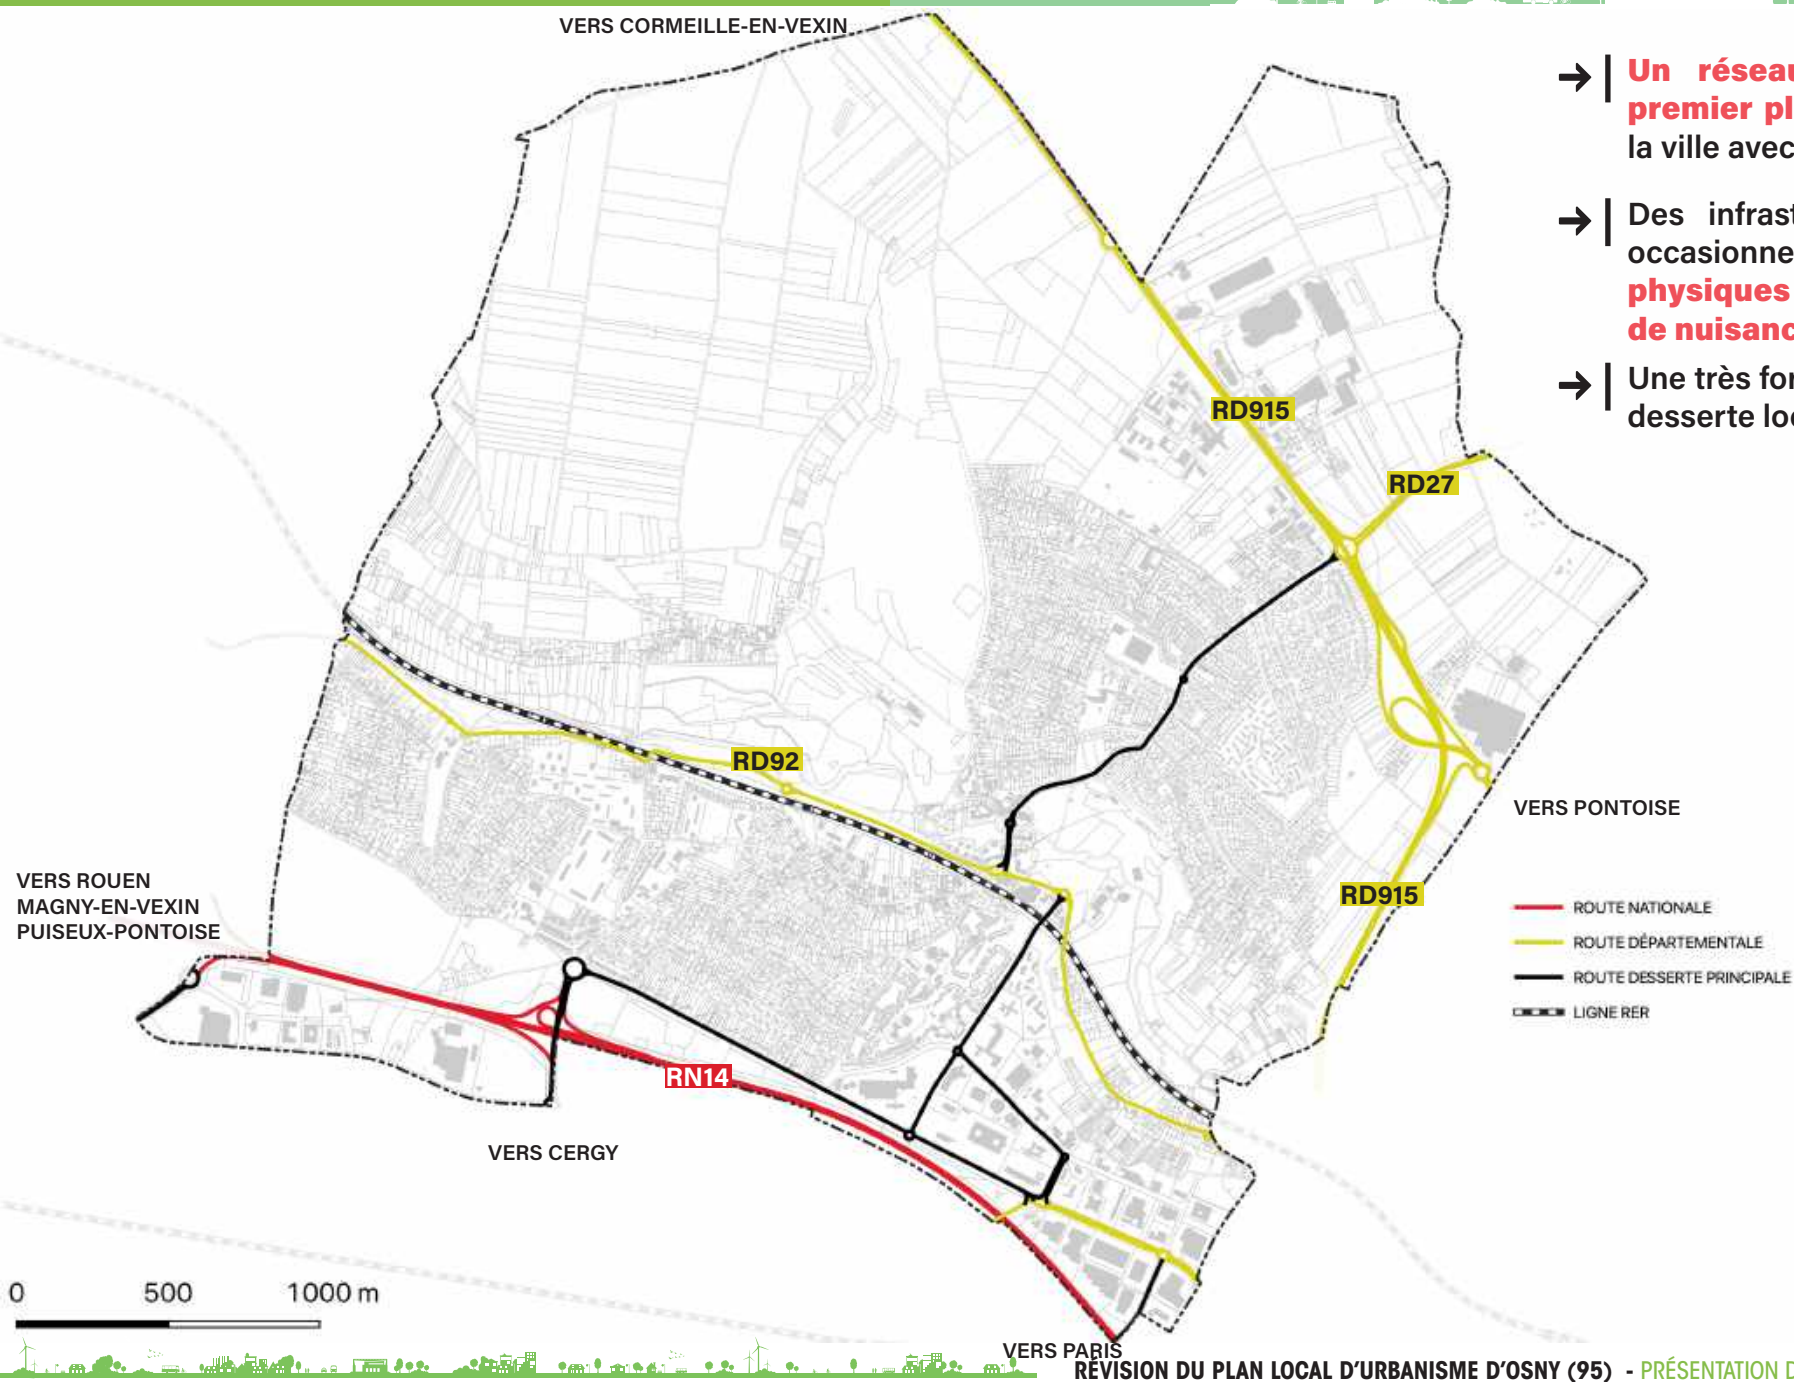 VERS CORMEILLE-EN-VEXIN
Un réseau
premier pl
la ville avec
Des infrast
occasionne
physiques
de nuisanc
Une très for
desserte loc
RD915
RD27
RD92
VERS PONTOISE
RD915
VERS ROUEN
MAGNY-EN-VEXIN
PUISEUX-PONTOISE
RN14
VERS CERGY
ROUTE NATIONALE
ROUTE DÉPARTEMENTALE
ROUTE DESSERTE PRINCIPALE
LIGNE RER
0 500 1000 m
VERS PARIS
RÉVISION DU PLAN LOCAL D'URBANISME D'OSNY (95) - PRÉSENTATION D